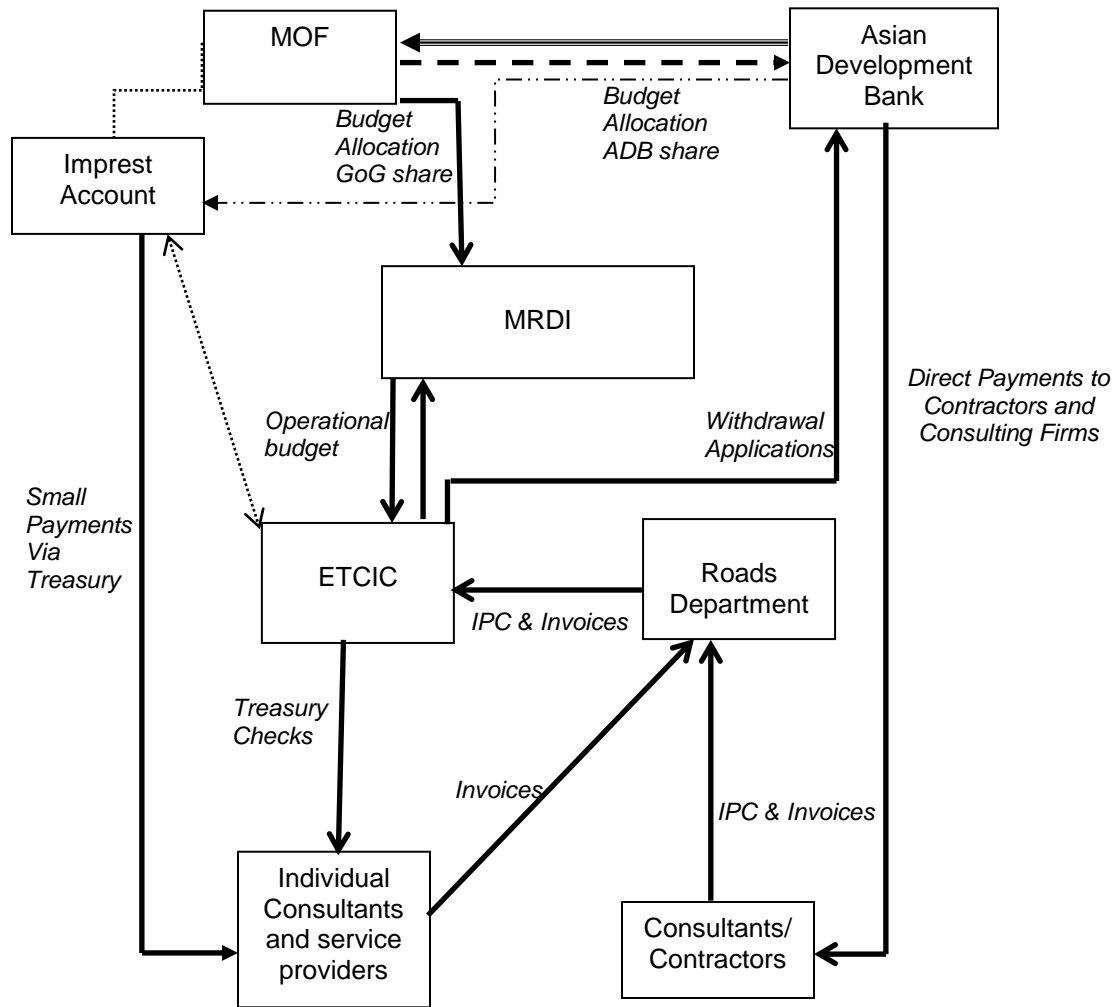 MOF
Asian
Development
Bank
Budget
Allocation
GoG share
Budget
Allocation
ADB share
Imprest
Account
MRDI
Direct Payments to
Contractors and
Consulting Firms
Operational
budget
Withdrawal
Applications
Small
Payments
Via
Treasury
ETCIC
Roads
Department
IPC & Invoices
Treasury
Checks
Invoices
IPC & Invoices
Individual
Consultants
and service
providers
Consultants/
Contractors